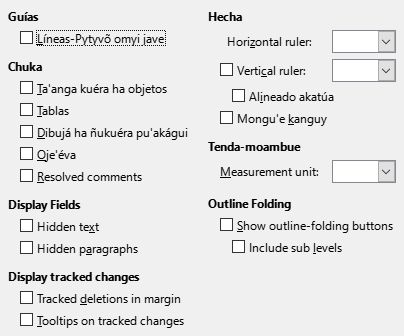 Guías
Líneas-Pytyvõ omyi jave
Chuka
Ta'anga kuéra ha objetos
Tablas
Dibujá ha ñukuéra pu'akágui
Oje'éva
Resolved comments
Display Fields
Hidden text
Hidden paragraphs
Display tracked changes
Tracked deletions in margin
Tooltips on tracked changes
Hecha
Horizontal ruler:
Vertical ruler:
Alineado akatúa
Mongu'e kanguy
Tenda-moambue
Measurement unit:
Outline Folding
Show outline-folding buttons
Include sub levels